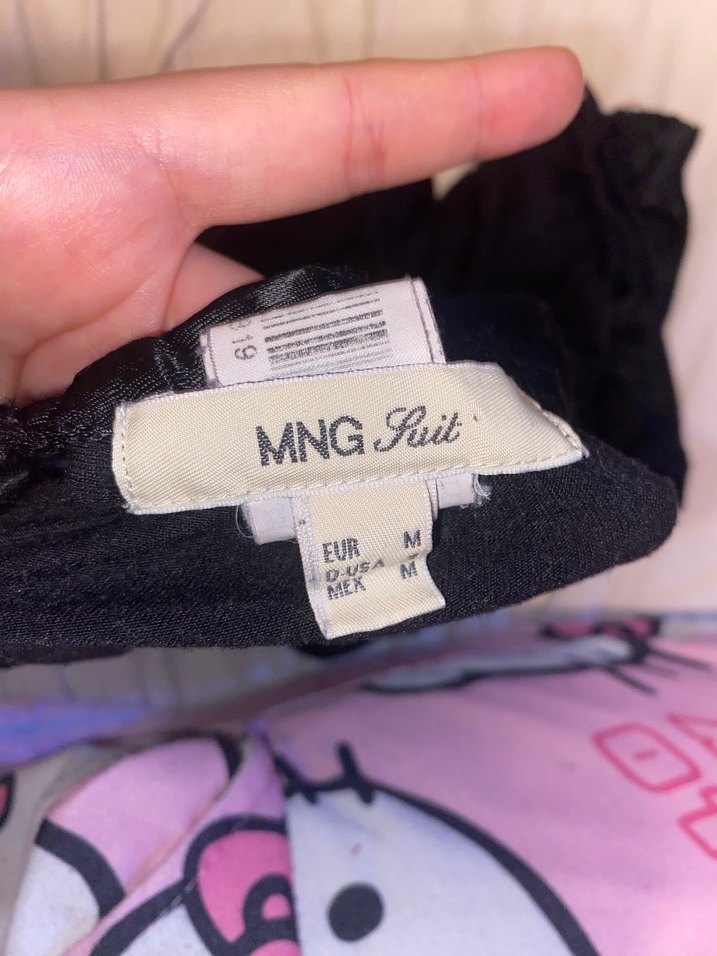 MNG Suit
EUR M
D-USA M
MEX